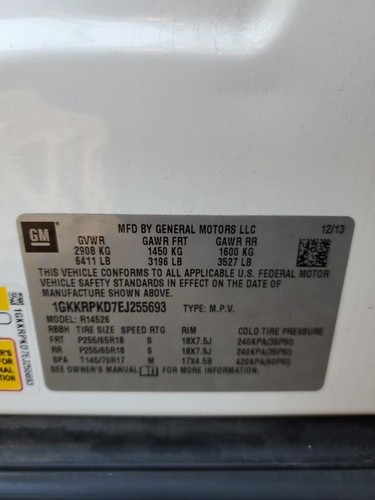 GM
MFD BY GENERAL MOTORS LLC 12/13
GVWR GAWR FRT GAWR RR
2908 KG 1450 KG 1600 KG
6411 LB 3196 LB 3527 LB
THIS VEHICLE CONFORMS TO ALL APPLICABLE U.S. FEDERAL MOTOR
VEHICLE SAFETY STANDARDS IN EFFECT ON THE DATE OF
MANUFACTURE SHOWN ABOVE.
1GKKRPKD7EJ255693 TYPE: M.P.V.
MODEL: R14526
RBBH TIRE SIZE SPEED RTG RIM COLD TIRE PRESSURE
FRT P255/65R18 S 18X7.5J 240KPA(35PSI)
RR P255/65R18 S 18X7.5J 240KPA(35PSI)
SPA T145/70R17 M 17X4.5B 420KPA(60PSI)
SEE OWNER'S MANUAL FOR MORE INFORMATION
1GKKRPKD7EJ255693